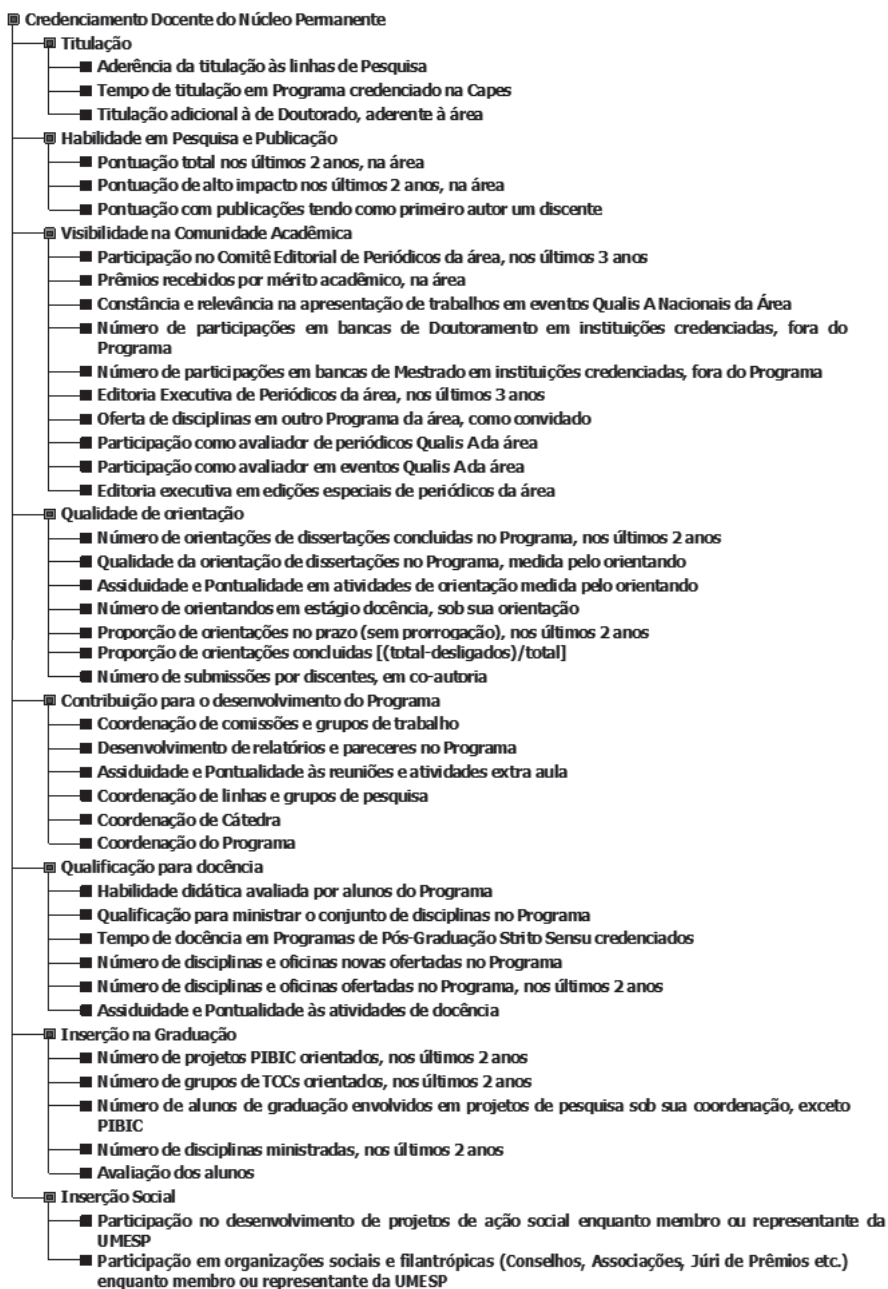 Credenciamento Docente do Núcleo Permanente
Titulação
Aderência da titulação às linhas de Pesquisa
Tempo de titulação em Programa credenciado na Capes
Titulação adicional à de Doutorado, aderente à área
Habilidade em Pesquisa e Publicação
Pontuação total nos últimos 2 anos, na área
Pontuação de alto impacto nos últimos 2 anos, na área
Pontuação com publicações tendo como primeiro autor um discente
Visibilidade na Comunidade Acadêmica
Participação no Comitê Editorial de Periódicos da área, nos últimos 3 anos
Prêmios recebidos por mérito acadêmico, na área
Constância e relevância na apresentação de trabalhos em eventos Qualis A Nacionais da Área
Número de participações em bancas de Doutoramento em instituições credenciadas, fora do
Programa
Número de participações em bancas de Mestrado em instituições credenciadas, fora do Programa
Editoria Executiva de Periódicos da área, nos últimos 3 anos
Oferta de disciplinas em outro Programa da área, como convidado
Participação como avaliador de periódicos Qualis A da área
Participação como avaliador em eventos Qualis A da área
Editoria executiva em edições especiais de periódicos da área
Qualidade de orientação
Número de orientações de dissertações concluidas no Programa, nos últimos 2 anos
Qualidade da orientação de dissertações no Programa, medida pelo orientando
Assiduidade e Pontualidade em atividades de orientação medida pelo orientando
Número de orientandos em estágio docência, sob sua orientação
Proporção de orientações no prazo (sem prorrogação), nos últimos 2 anos
Proporção de orientações concluidas [(total-desligados)/total]
Número de submissões por discentes, em co-autoria
Contribuição para o desenvolvimento do Programa
Coordenação de comissões e grupos de trabalho
Desenvolvimento de relatórios e pareceres no Programa
Assiduidade e Pontualidade às reuniões e atividades extra aula
Coordenação de linhas e grupos de pesquisa
Coordenação de Cátedra
Coordenação do Programa
Qualificação para docência
Habilidade didática avaliada por alunos do Programa
Qualificação para ministrar o conjunto de disciplinas no Programa
Tempo de docência em Programas de Pós-Graduação Strito Sensu credenciados
Número de disciplinas e oficinas novas ofertadas no Programa
Número de disciplinas e oficinas ofertadas no Programa, nos últimos 2 anos
Assiduidade e Pontualidade às atividades de docência
Inserção na Graduação
Número de projetos PIBIC orientados, nos últimos 2 anos
Número de grupos de TCCs orientados, nos últimos 2 anos
Número de alunos de graduação envolvidos em projetos de pesquisa sob sua coordenação, exceto
PIBIC
Número de disciplinas ministradas, nos últimos 2 anos
Avaliação dos alunos
Inserção Social
Participação no desenvolvimento de projetos de ação social enquanto membro ou representante da
UMESP
Participação em organizações sociais e filantrópicas (Conselhos, Associações, Júri de Prêmios etc.)
enquanto membro ou representante da UMESP